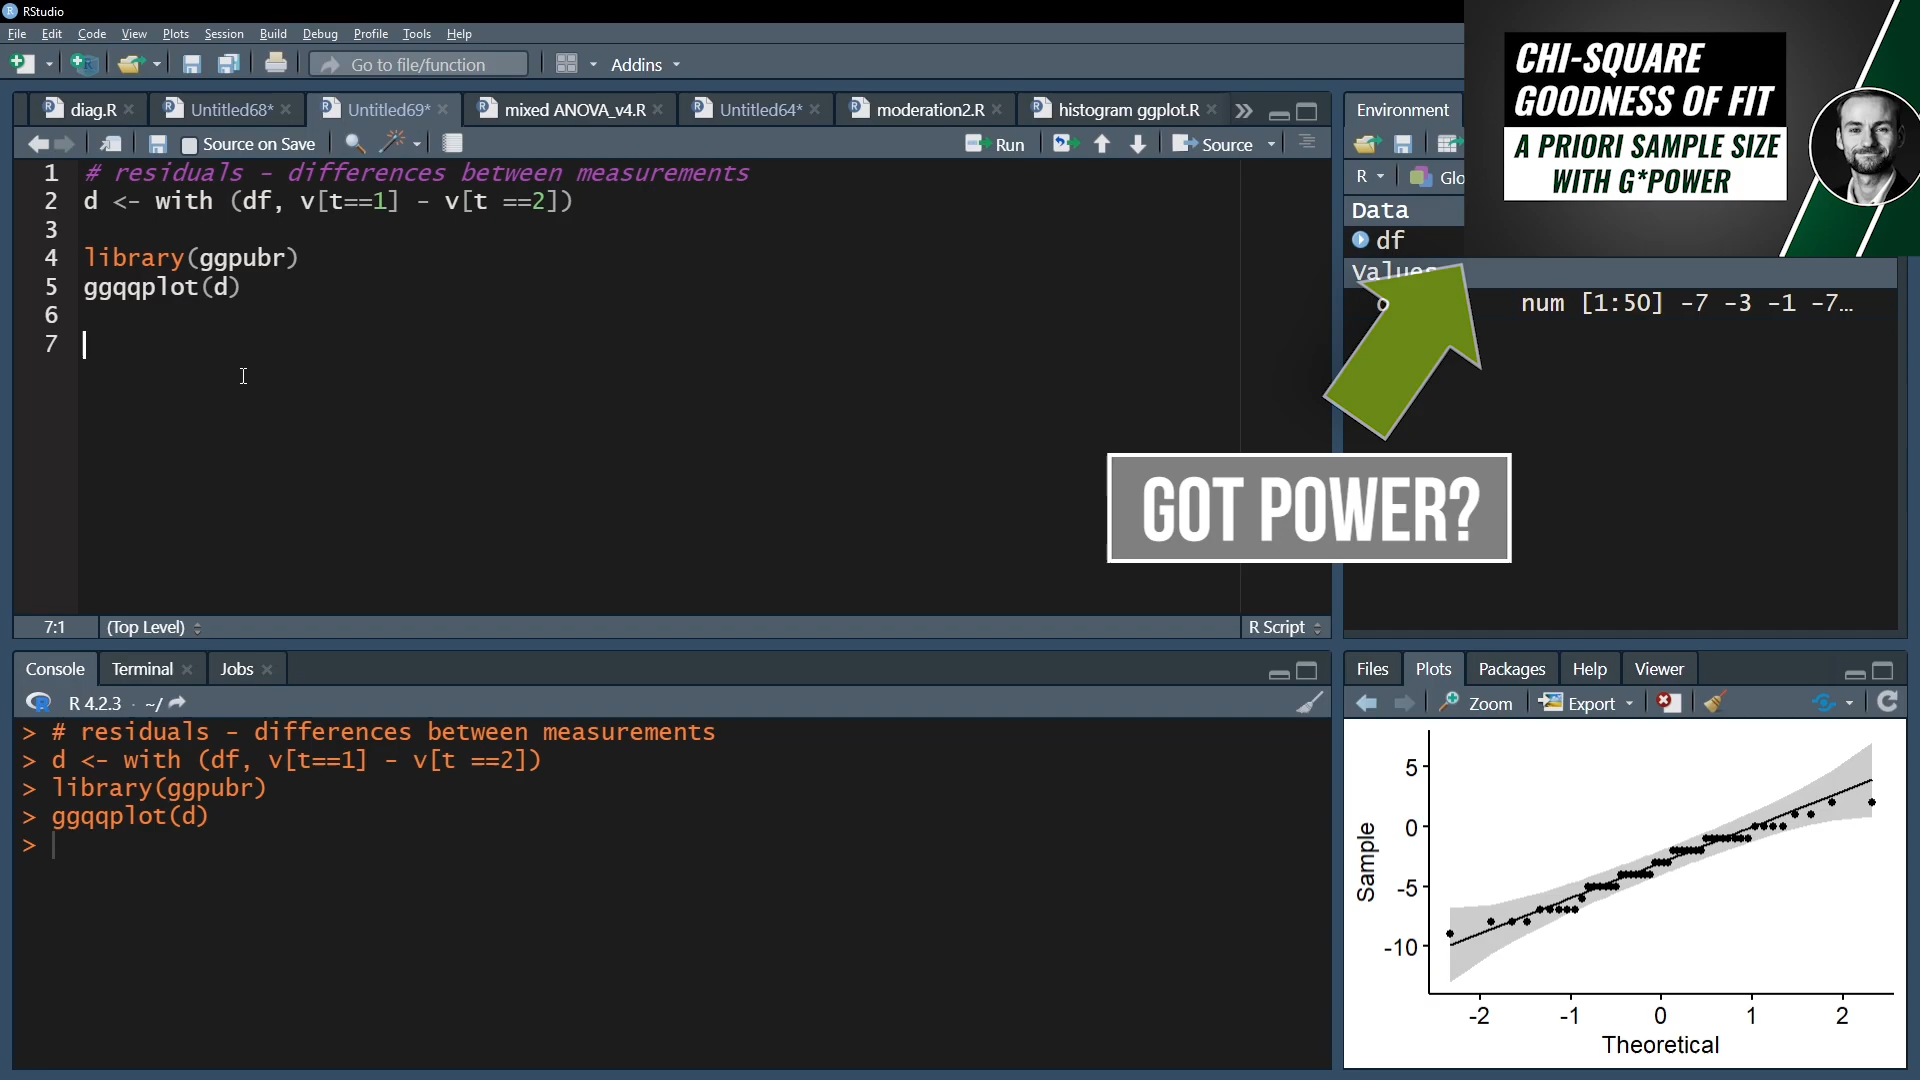 RStudio
File Edit Code View Plots Session Build Debug Profile Tools Help
Go to file/function Addins
diag.R Untitled68* Untitled69* mixed ANOVA_v4.R Untitled64* moderation2.R histogram ggplot.R
Source on Save Run Source
1 # residuals - differences between measurements
2 d <- with (df, v[t==1] - v[t ==2])
3
4 library(ggpubr)
5 ggqqplot(d)
6
7
7:1 (Top Level) R Script
Console Terminal Jobs
R 4.2.3 · ~/
> # residuals - differences between measurements
> d <- with (df, v[t==1] - v[t ==2])
> library(ggpubr)
> ggqqplot(d)
>
Environment
R Glo
Data
df
Values
num [1:50] -7 -3 -1 -7…
CHI-SQUARE
GOODNESS OF FIT
A PRIORI SAMPLE SIZE
WITH G*POWER
GOT POWER?
Files Plots Packages Help Viewer
Zoom Export
5
0
-5
-10
Sample
-2 -1 0 1 2
Theoretical